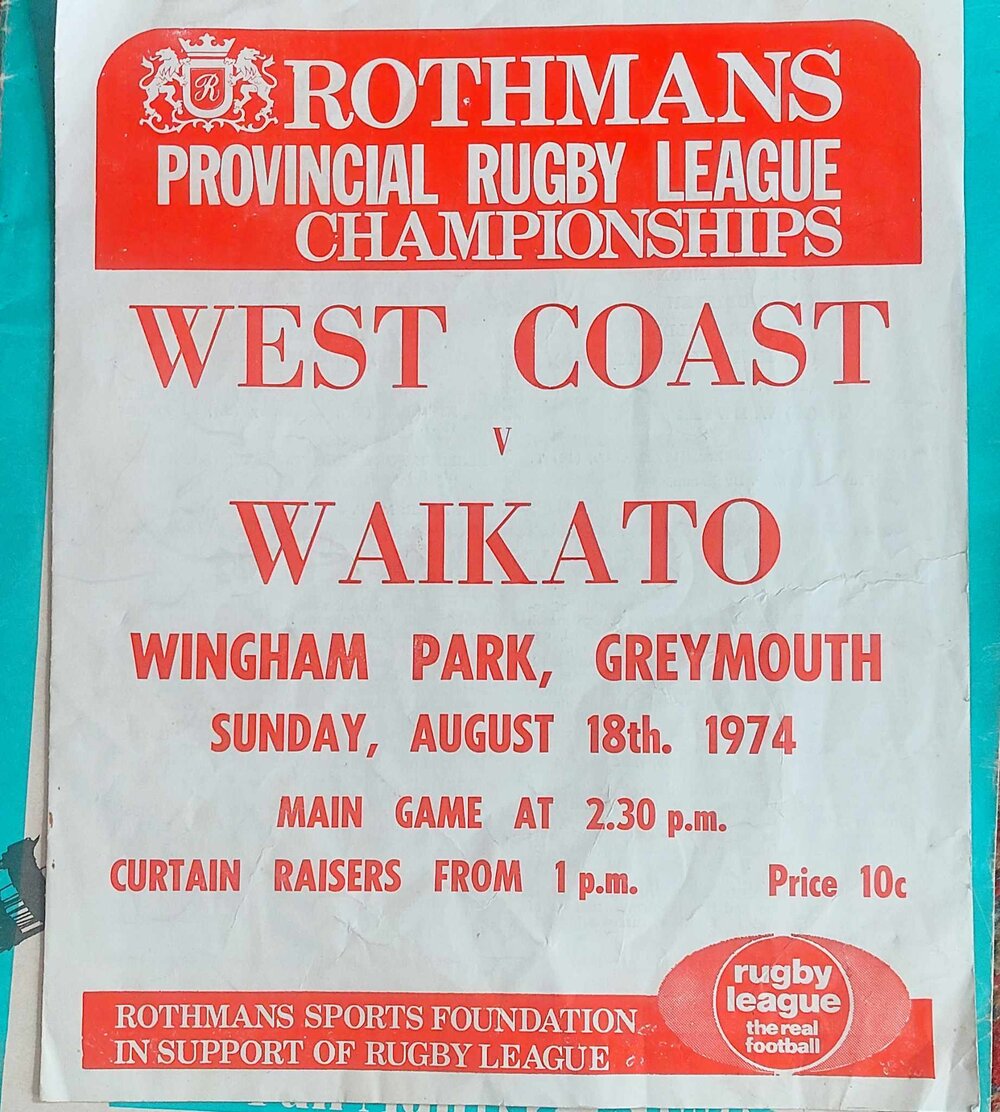 R
ROTHMANS
PROVINCIAL RUGBY LEAGUE
CHAMPIONSHIPS
WEST COAST
v
WAIKATO
WINGHAM PARK, GREYMOUTH
SUNDAY, AUGUST 18th. 1974
MAIN GAME AT 2.30 p.m.
CURTAIN RAISERS FROM 1 p.m. Price 10c
rugby
league
the real
football
ROTHMANS SPORTS FOUNDATION
IN SUPPORT OF RUGBY LEAGUE